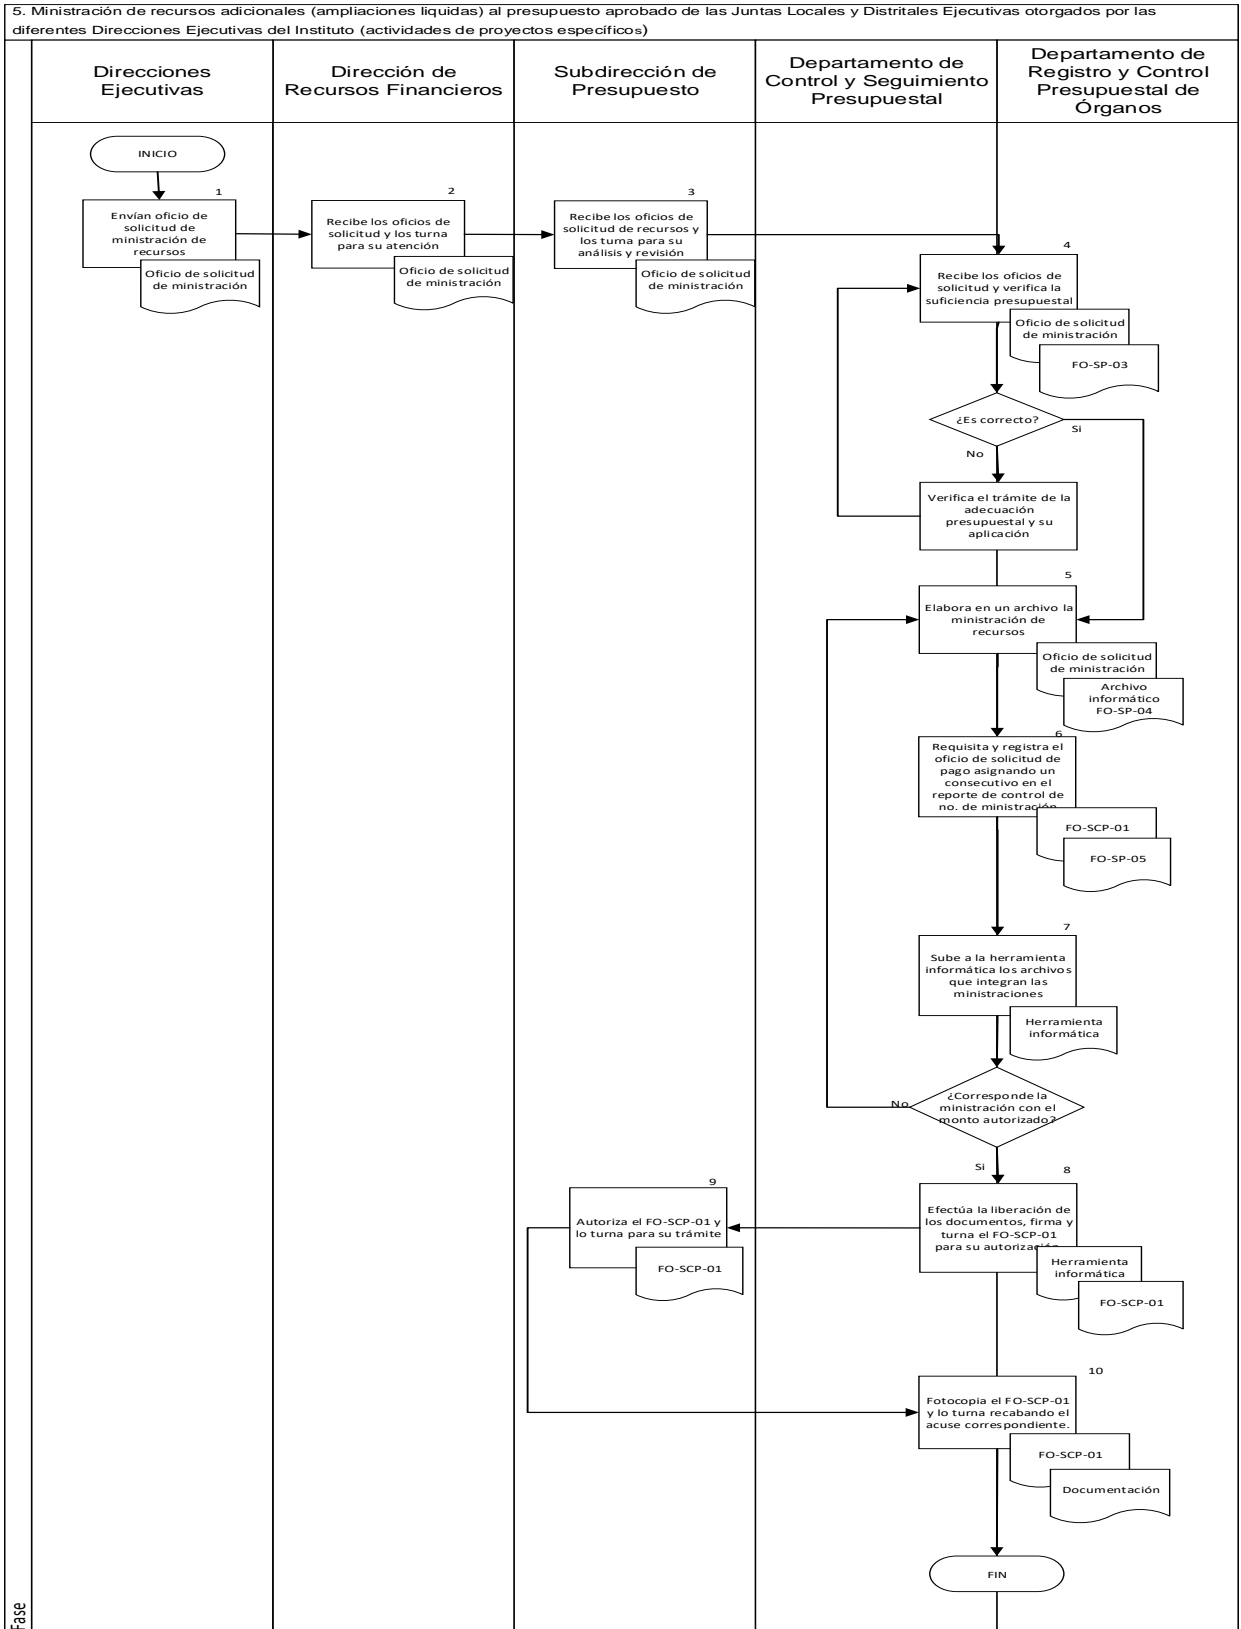 5. Ministración de recursos adicionales (ampliaciones liquidas) al presupuesto aprobado de las Juntas Locales y Distritales Ejecutivas otorgados por las
diferentes Direcciones Ejecutivas del Instituto (actividades de proyectos específicos)
Direcciones
Ejecutivas
Dirección de
Recursos Financieros
Subdirección de
Presupuesto
Departamento de
Control y Seguimiento
Presupuestal
Departamento de
Registro y Control
Presupuestal de
Órganos
INICIO
1
Envían oficio de
solicitud de
ministración de
recursos
Oficio de solicitud
de ministración
2
Recibe los oficios de
solicitud y los turna
para su atención
Oficio de solicitud
de ministración
3
Recibe los oficios de
solicitud de recursos y
los turna para su
análisis y revisión
Oficio de solicitud
de ministración
4
Recibe los oficios de
solicitud y verifica la
suficiencia presupuestal
Oficio de solicitud
de ministración
FO-SP-03
¿Es correcto?
Si
No
Verifica el trámite de la
adecuación
presupuestal y su
aplicación
5
Elabora en un archivo la
ministración de
recursos
Oficio de solicitud
de ministración
Archivo
informático
FO-SP-04
6
Requisita y registra el
oficio de solicitud de
pago asignando un
consecutivo en el
reporte de control de
no. de ministración
FO-SCP-01
FO-SP-05
7
Sube a la herramienta
informática los archivos
que integran las
ministraciones
Herramienta
informática
¿Corresponde la
ministración con el
monto autorizado?
No
Si
8
Efectúa la liberación de
los documentos, firma y
turna el FO-SCP-01
para su autorización
Herramienta
informática
FO-SCP-01
9
Autoriza el FO-SCP-01 y
lo turna para su trámite
FO-SCP-01
10
Fotocopia el FO-SCP-01
y lo turna recabando el
acuse correspondiente.
FO-SCP-01
Documentación
FIN
Fase